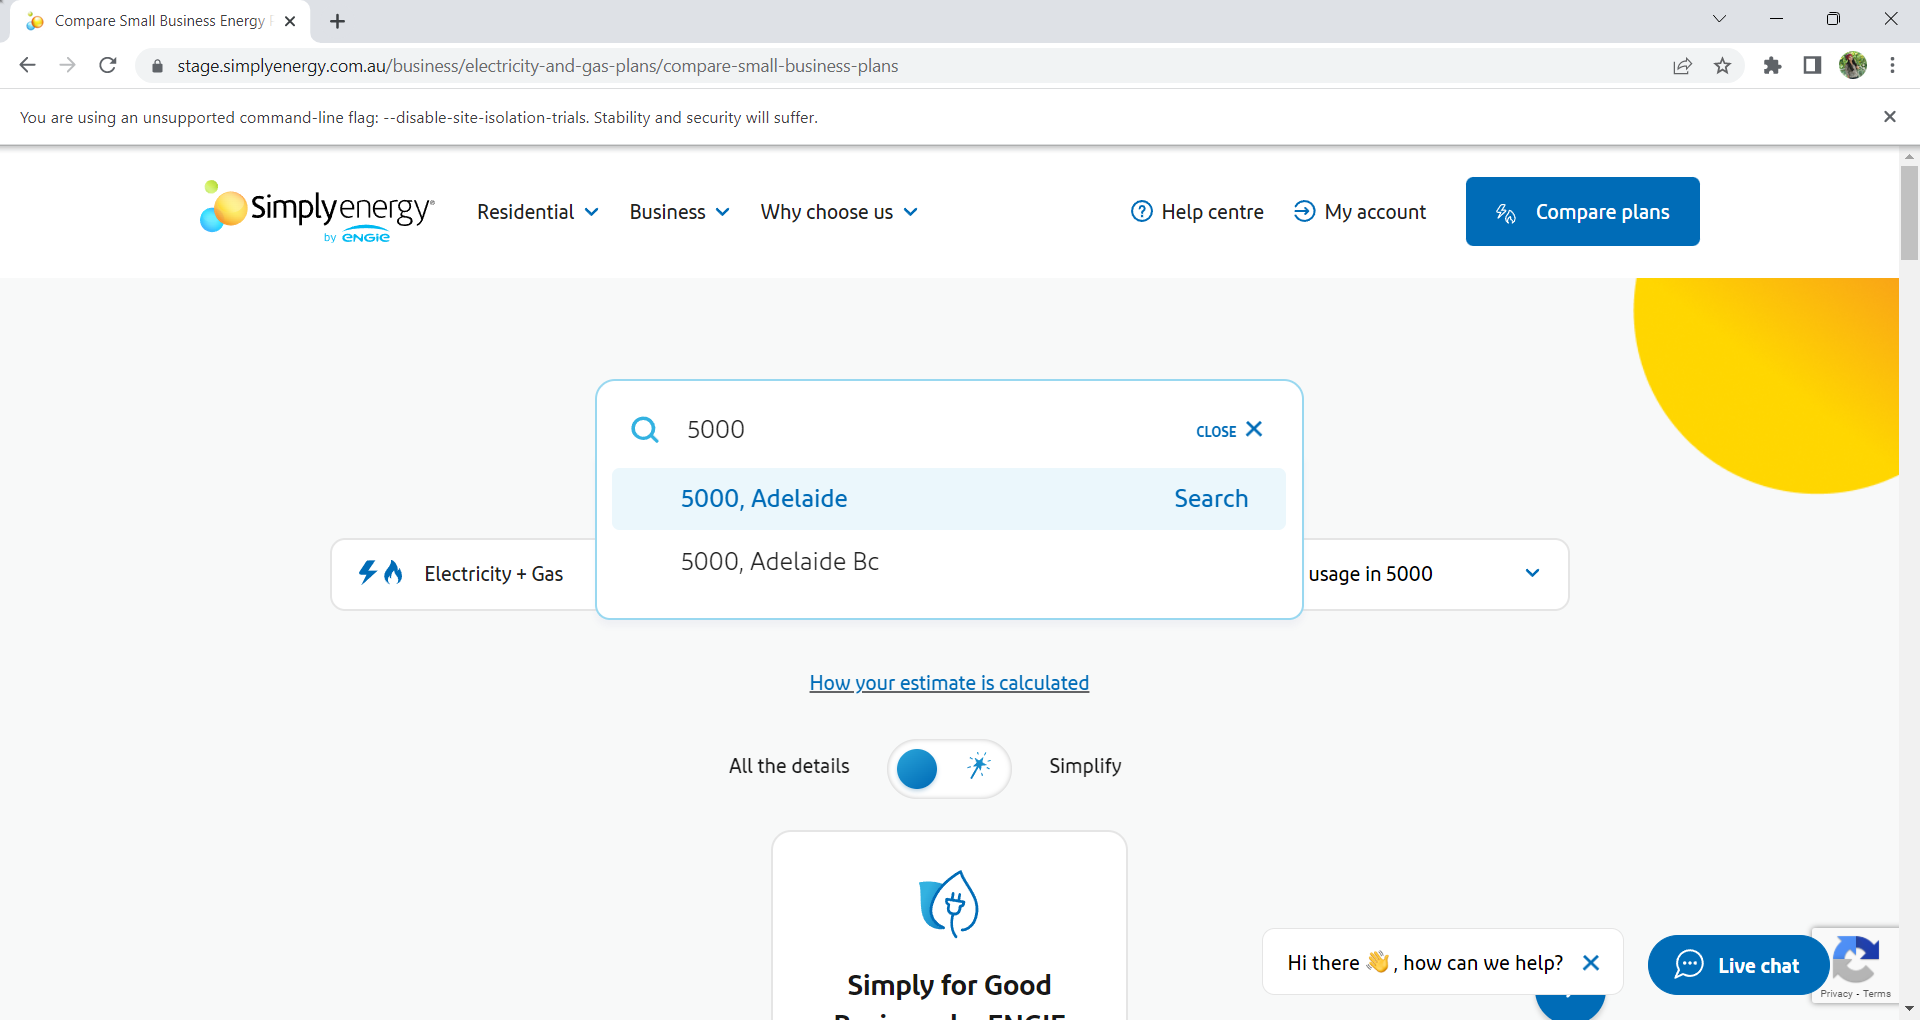 Compare Small Business Energy
stage.simplyenergy.com.au/business/electricity-and-gas-plans/compare-small-business-plans
You are using an unsupported command-line flag: --disable-site-isolation-trials. Stability and security will suffer.
Simplyenergy
by ENGIE
Residential
Business
Why choose us
Help centre
My account
Compare plans
5000
CLOSE
5000, Adelaide
Search
5000, Adelaide Bc
Electricity + Gas
usage in 5000
How your estimate is calculated
All the details
Simplify
Simply for Good
Hi there 👋, how can we help?
Live chat
Privacy - Terms